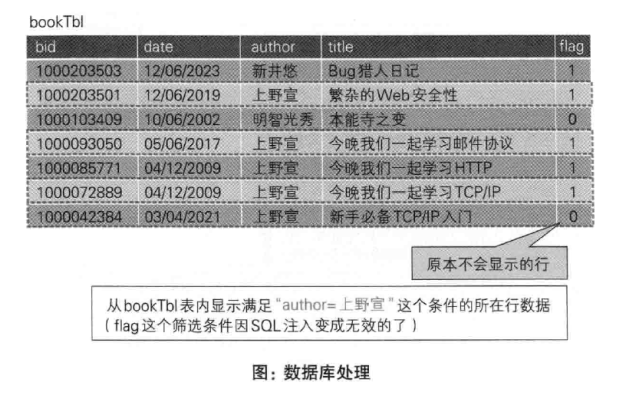 bookTbl
bid date author title flag
1000203503 12/06/2023 新井悠 Bug猎人日记 1
1000203501 12/06/2019 上野宣 繁杂的Web安全性 1
1000103409 10/06/2002 明智光秀 本能寺之变 0
1000093050 05/06/2017 上野宣 今晚我们一起学习邮件协议 1
1000085771 04/12/2009 上野宣 今晚我们一起学习HTTP 1
1000072889 04/12/2009 上野宣 今晚我们一起学习TCP/IP 1
1000042384 03/04/2021 上野宣 新手必备TCP/IP入门 0
原本不会显示的行
从bookTbl表内显示满足“author=上野宣”这个条件的所在行数据
（flag这个筛选条件因SQL注入变成无效的了）
图：数据库处理